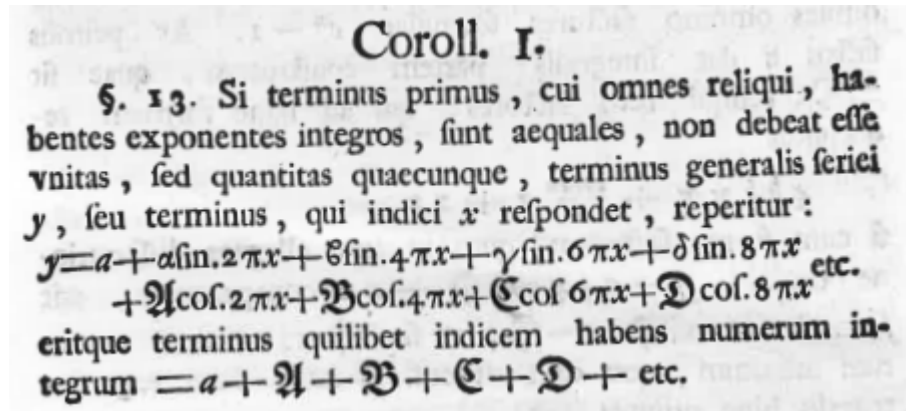 Coroll. I.
§. 13. Si terminus primus, cui omnes reliqui, ha-
bentes exponentes integros, ſunt aequales, non debeat eſſe
vnitas, ſed quantitas quaecunque, terminus generalis ſeriei
y, ſeu terminus, qui indici x reſpondet, reperitur:
y=a+αſin.2πx+ϐſin.4πx+γſin.6πx+δſin.8πx etc.
+𝔄coſ.2πx+𝔅coſ.4πx+ℭcoſ 6πx+𝔇coſ.8πx
eritque terminus quilibet indicem habens numerum in-
tegrum =a+𝔄+𝔅+ℭ+𝔇+ etc.